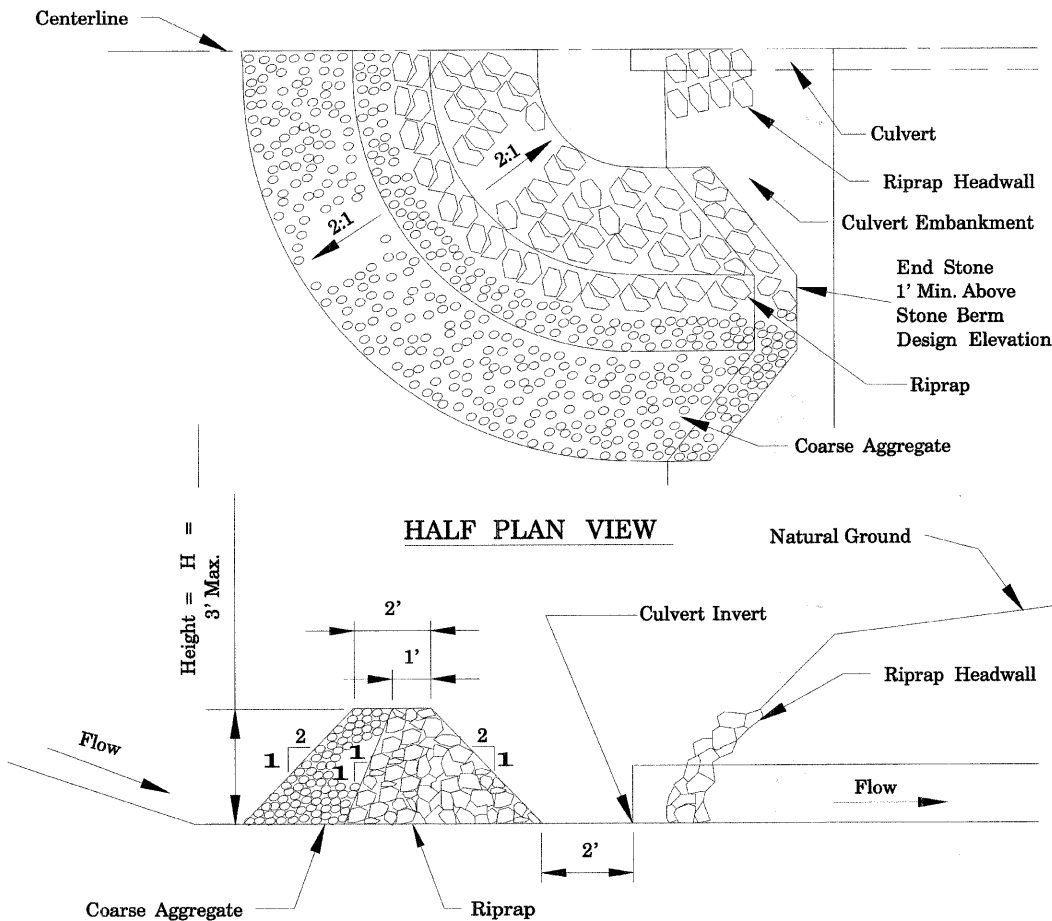 Centerline
2:1
2:1
Culvert
Riprap Headwall
Culvert Embankment
End Stone
1' Min. Above
Stone Berm
Design Elevation
Riprap
Coarse Aggregate
HALF PLAN VIEW
Height = H =
3' Max.
Natural Ground
2'
Culvert Invert
1'
Riprap Headwall
Flow
2
1
1
2
1
Flow
2'
Coarse Aggregate
Riprap